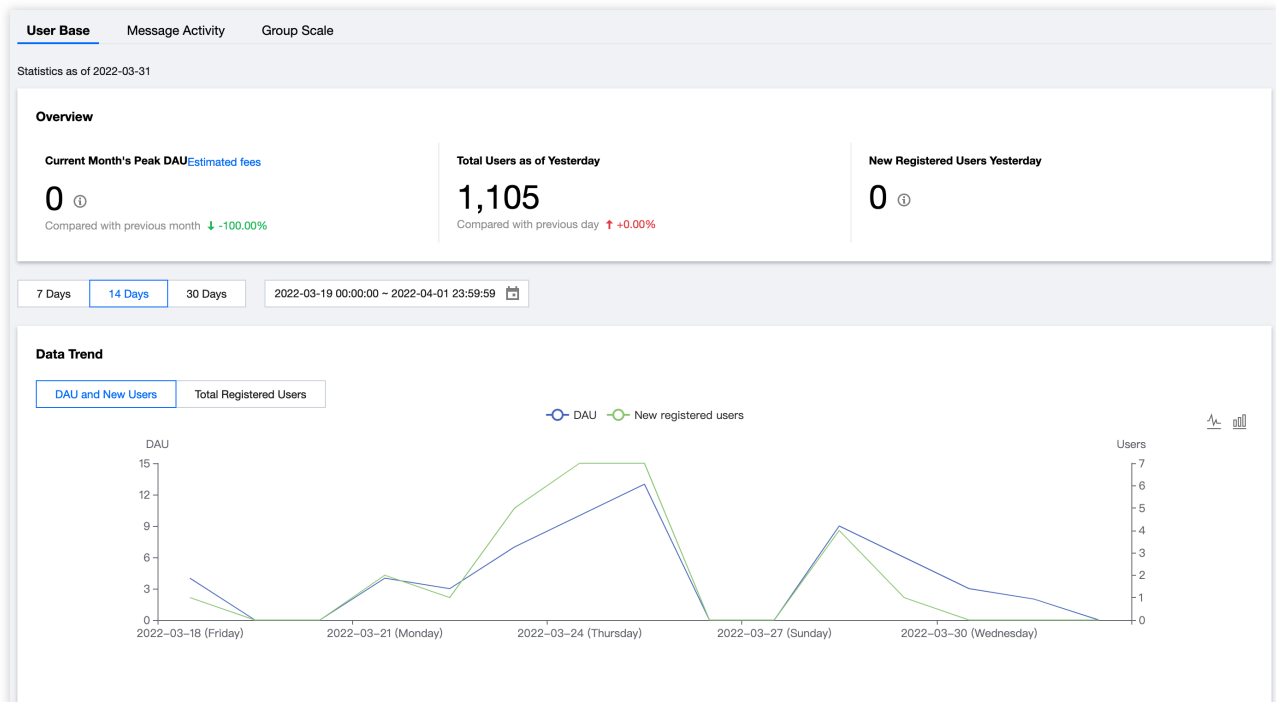 User Base Message Activity Group Scale
Statistics as of 2022-03-31
Overview
Current Month's Peak DAUEstimated fees
0
Compared with previous month ↓ -100.00%
Total Users as of Yesterday
1,105
Compared with previous day ↑ +0.00%
New Registered Users Yesterday
0
7 Days 14 Days 30 Days 2022-03-19 00:00:00 ~ 2022-04-01 23:59:59
Data Trend
DAU and New Users Total Registered Users
DAU New registered users
DAU
15
12
9
6
3
0
Users
7
6
5
4
3
2
1
0
2022-03-18 (Friday) 2022-03-21 (Monday) 2022-03-24 (Thursday) 2022-03-27 (Sunday) 2022-03-30 (Wednesday)